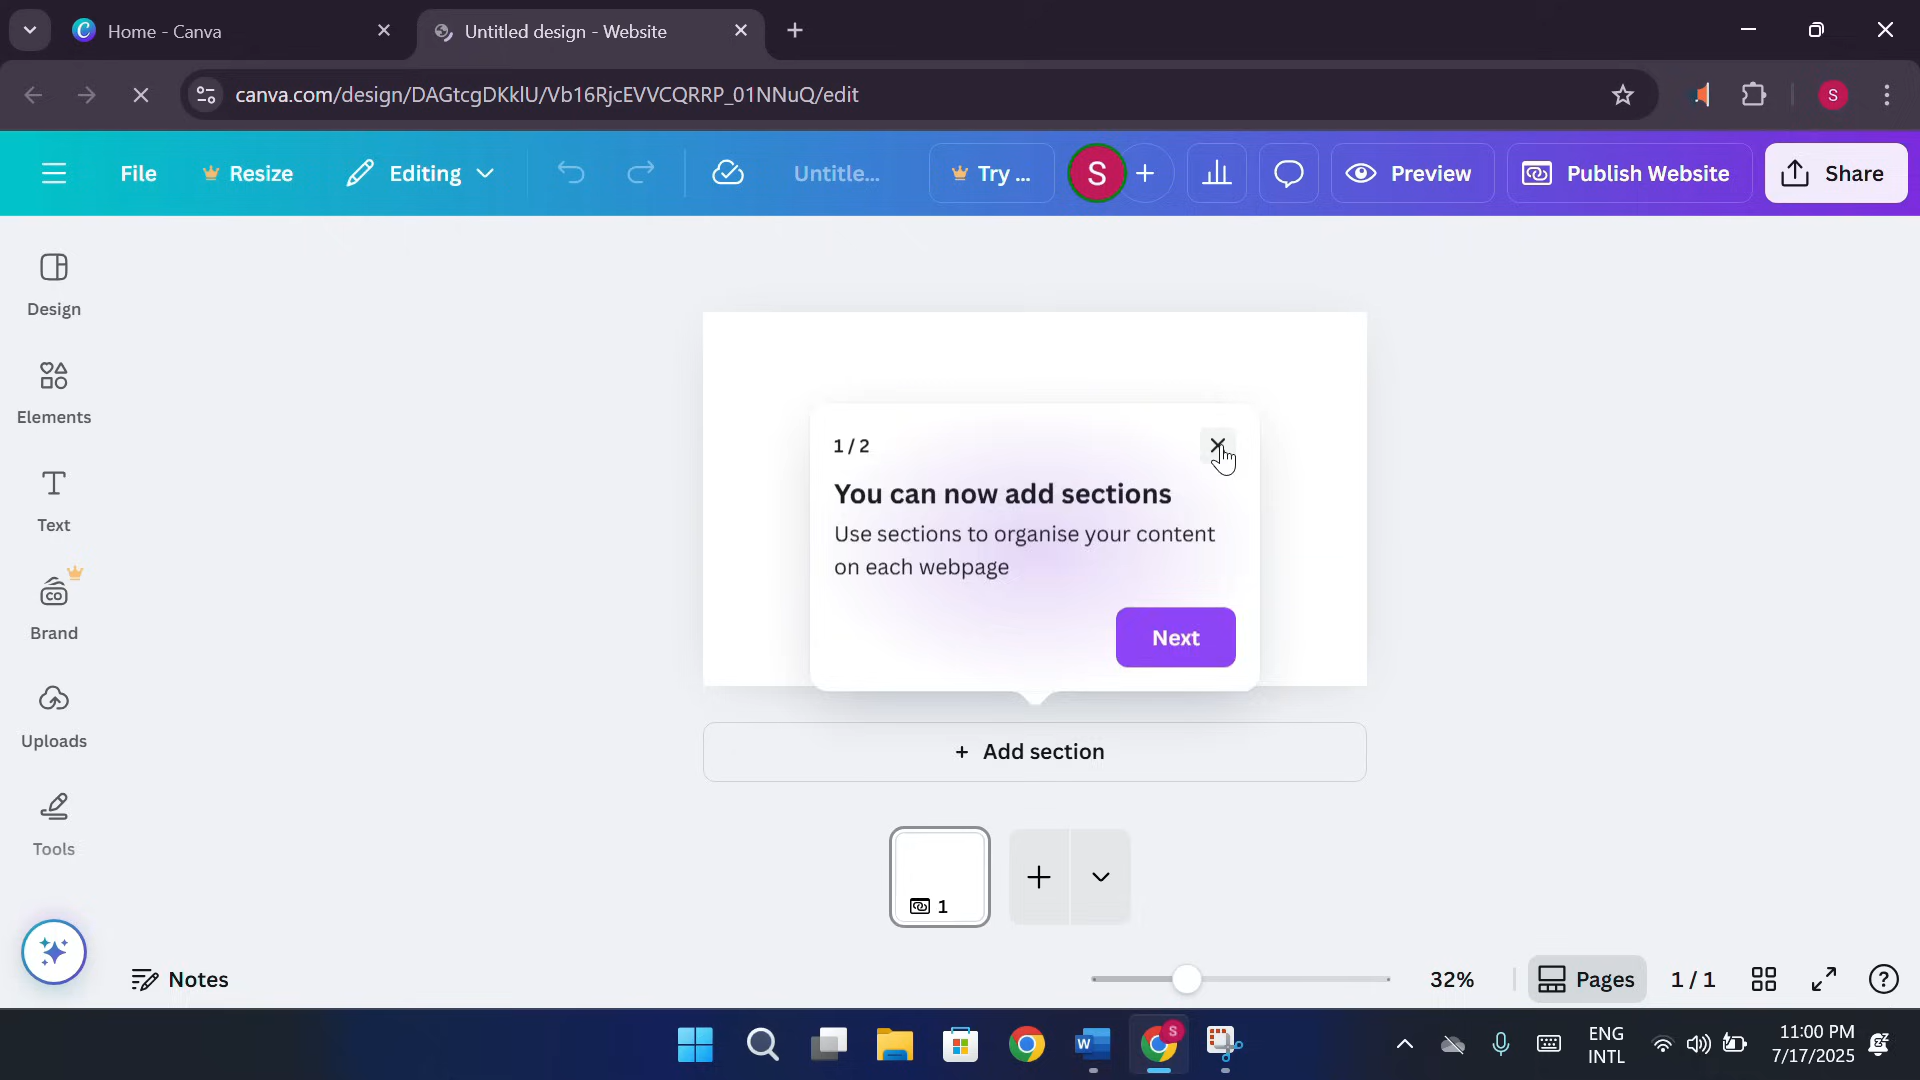 Home - Canva
Untitled design - Website
canva.com/design/DAGtcgDKklU/Vb16RjcEVVCQRRP_01NNuQ/edit
S
File
Resize
Editing
Untitle...
Try ...
S
Preview
Publish Website
Share
Design
Elements
Text
CO
Brand
Uploads
Tools
1 / 2
You can now add sections
Use sections to organise your content
on each webpage
Next
+ Add section
1
Notes
32%
Pages
1 / 1
W
S
ENG
INTL
11:00 PM
7/17/2025